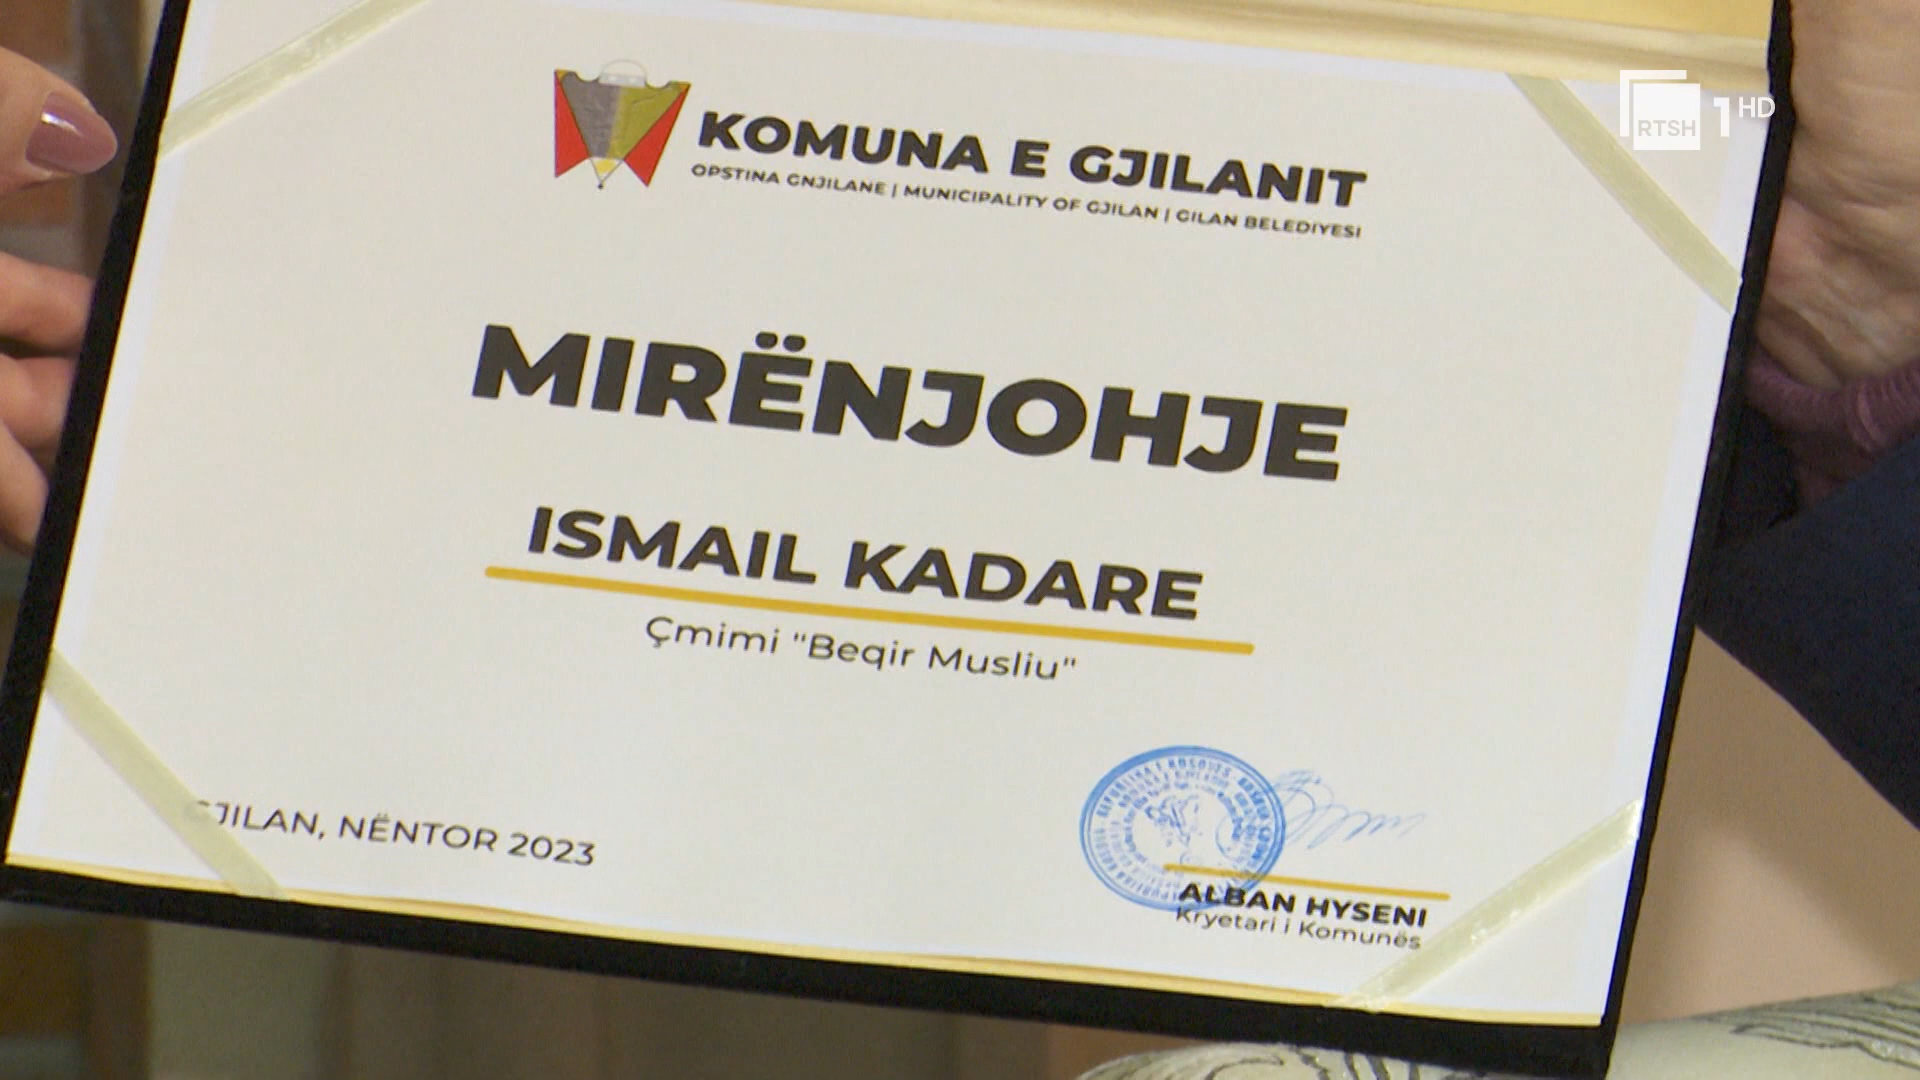 KOMUNA E GJILANIT
OPSTINA GNJILANE | MUNICIPALITY OF GJILAN | GILAN BELEDIYESI
RTSH 1 HD
MIRËNJOHJE
ISMAIL KADARE
Çmimi "Beqir Musliu"
GJILAN, NËNTOR 2023
ALBAN HYSENI
Kryetari i Komunës